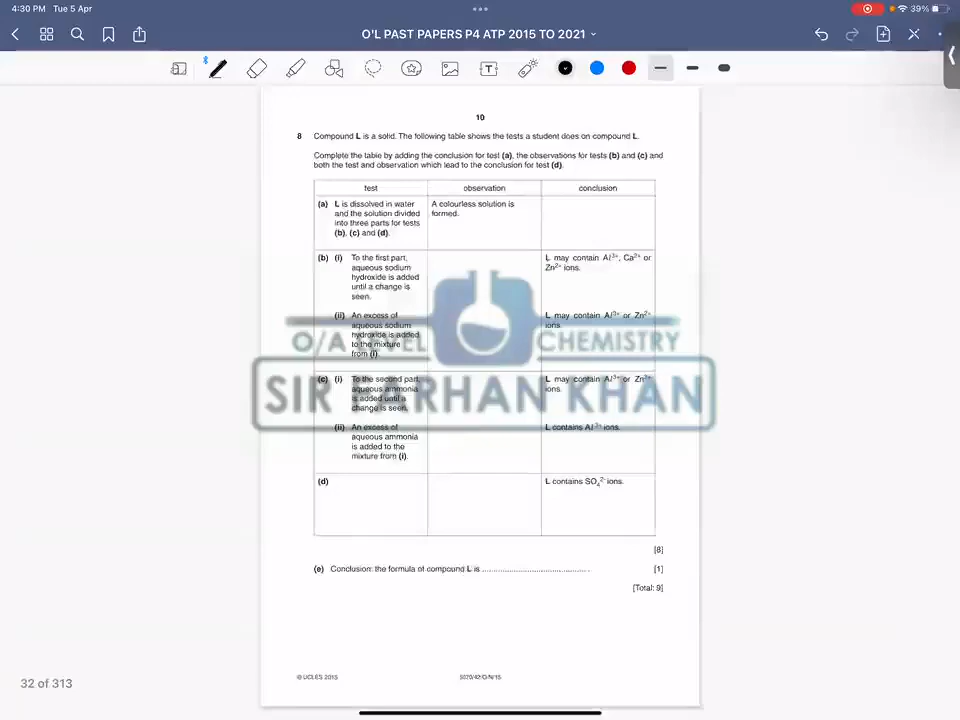 4:30 PM Tue 5 Apr
39%
O'L PAST PAPERS P4 ATP 2015 TO 2021
10
8 Compound L is a solid. The following table shows the tests a student does on compound L.
Complete the table by adding the conclusion for test (a), the observations for tests (b) and (c) and
both the test and observation which lead to the conclusion for test (d).
test observation conclusion
(a) L is dissolved in water
and the solution divided
into three parts for tests
(b), (c) and (d).
A colourless solution is
formed.
(b) (i) To the first part,
aqueous sodium
hydroxide is added
until a change is
seen.
L may contain Al³⁺, Ca²⁺ or
Zn²⁺ ions.
(ii) An excess of
aqueous sodium
hydroxide is added
to the mixture
from (i).
L may contain Al³⁺ or Zn²⁺
ions.
(c) (i) To the second part,
aqueous ammonia
is added until a
change is seen.
L may contain Al³⁺ or Zn²⁺
ions.
(ii) An excess of
aqueous ammonia
is added to the
mixture from (i).
L contains Al³⁺ ions.
(d)
L contains SO₄²⁻ ions.
[8]
(e) Conclusion: the formula of compound L is ........................................ . [1]
[Total: 9]
O/A LEVEL CHEMISTRY
SIR FARHAN KHAN
© UCLES 2015 5070/42/O/N/15
32 of 313